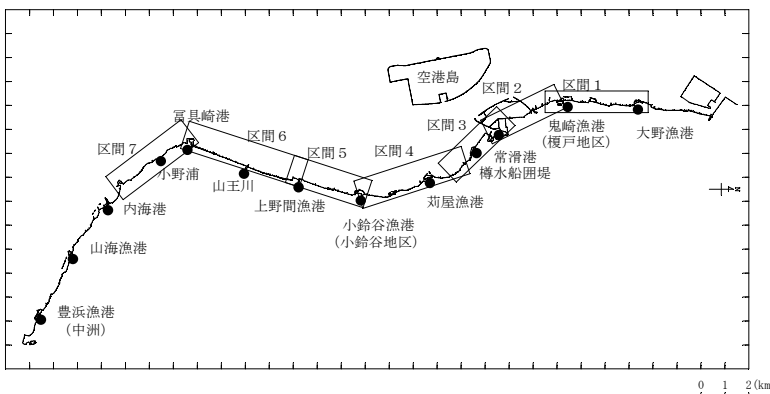 空港島
区間1
区間2
区間3
区間4
区間5
区間6
区間7
冨具崎港
大野漁港
鬼崎漁港
(榎戸地区)
常滑港
樽水船囲堤
苅屋漁港
小鈴谷漁港
(小鈴谷地区)
上野間漁港
山王川
小野浦
内海港
山海漁港
豊浜漁港
(中洲)
N
0 1 2(km